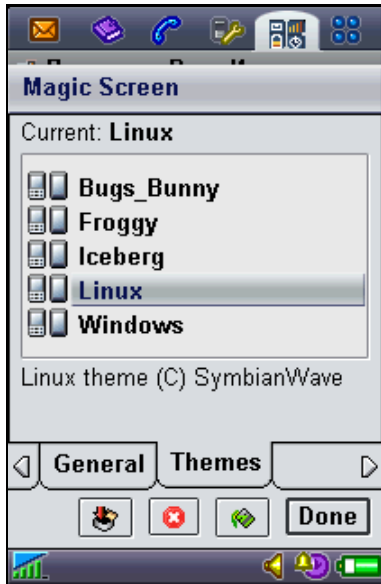 Magic Screen
Current: Linux
Bugs_Bunny
Froggy
Iceberg
Linux
Windows
Linux theme (C) SymbianWave
General Themes
Done